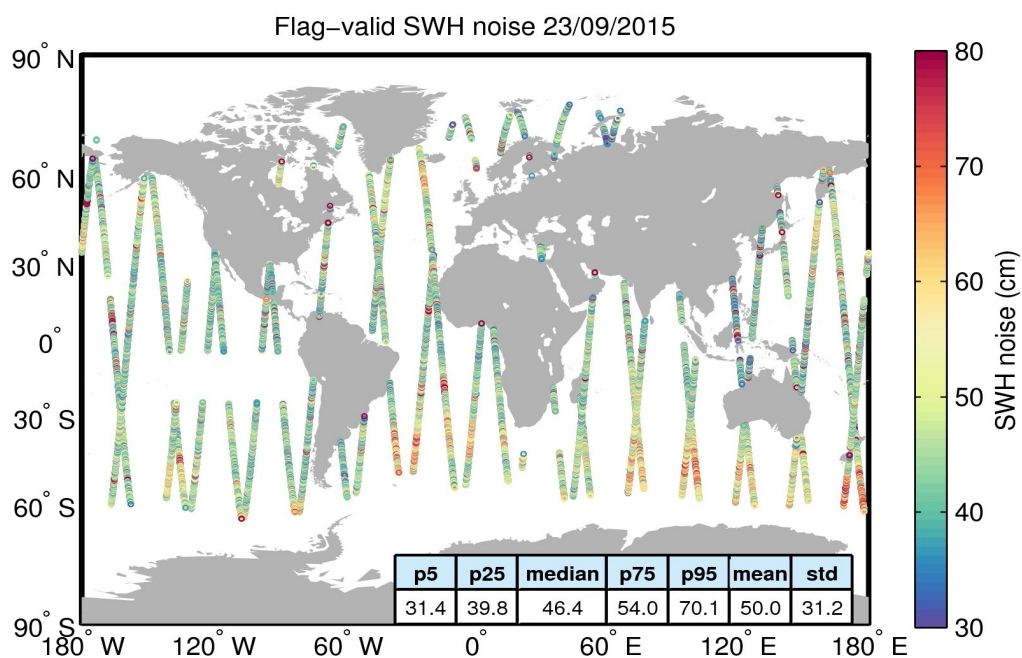 Flag−valid SWH noise 23/09/2015
90° N
60° N
30° N
0°
30° S
60° S
90° S
180° W
120° W
60° W
0°
60° E
120° E
180° E
p5 p25 median p75 p95 mean std
31.4 39.8 46.4 54.0 70.1 50.0 31.2
80
70
60
50
40
30
SWH noise (cm)